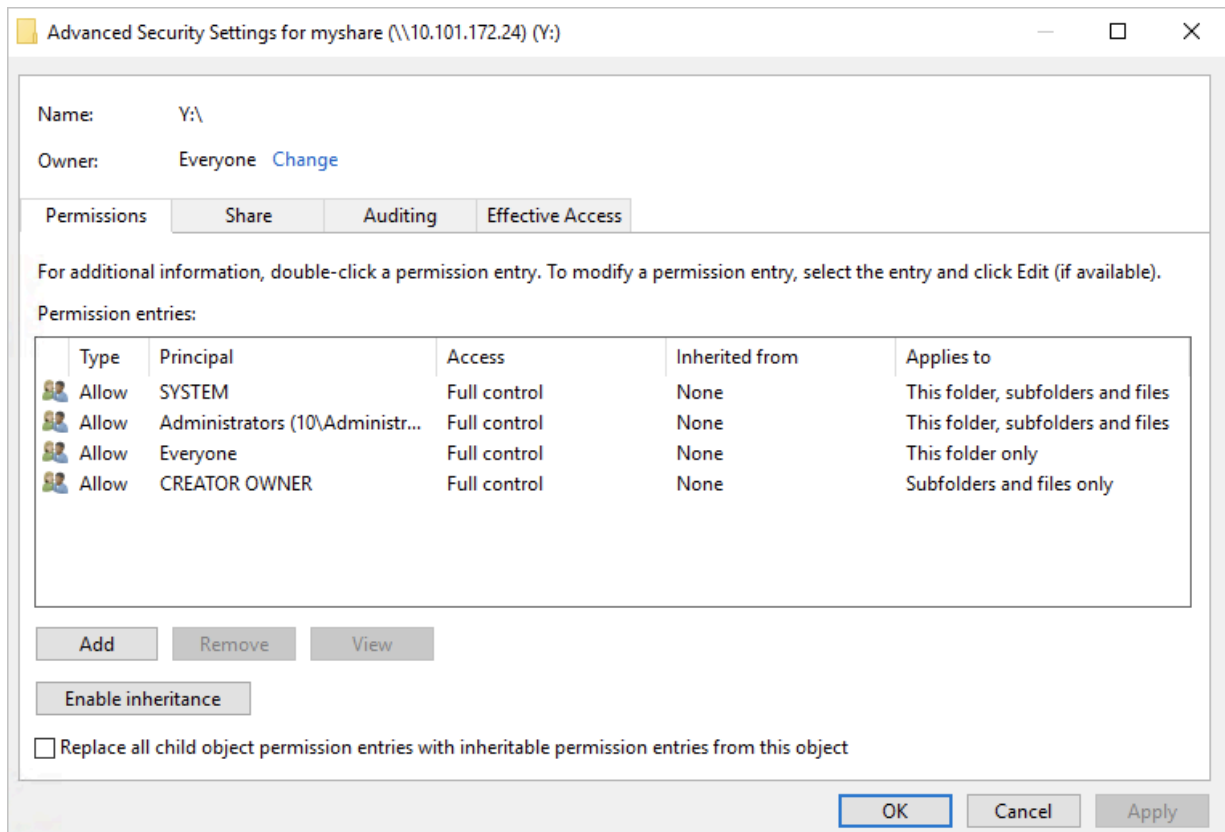 Advanced Security Settings for myshare (\\10.101.172.24) (Y:)
Name: Y:\
Owner: Everyone Change
Permissions Share Auditing Effective Access
For additional information, double-click a permission entry. To modify a permission entry, select the entry and click Edit (if available).
Permission entries:
Type Principal Access Inherited from Applies to
Allow SYSTEM Full control None This folder, subfolders and files
Allow Administrators (10\Administr... Full control None This folder, subfolders and files
Allow Everyone Full control None This folder only
Allow CREATOR OWNER Full control None Subfolders and files only
Add Remove View
Enable inheritance
Replace all child object permission entries with inheritable permission entries from this object
OK Cancel Apply